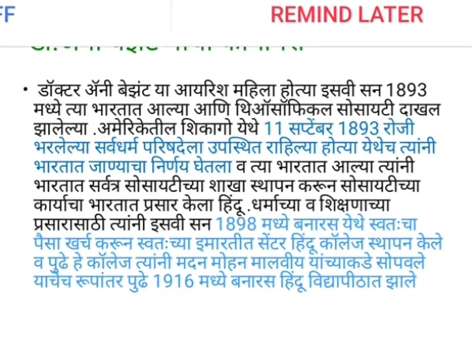 FF
REMIND LATER
• डॉक्टर ॲनी बेझंट या आयरिश महिला होत्या इसवी सन 1893
मध्ये त्या भारतात आल्या आणि थिऑसॉफिकल सोसायटी दाखल
झालेल्या .अमेरिकेतील शिकागो येथे 11 सप्टेंबर 1893 रोजी
भरलेल्या सर्वधर्म परिषदेला उपस्थित राहिल्या होत्या येथेच त्यांनी
भारतात जाण्याचा निर्णय घेतला व त्या भारतात आल्या त्यांनी
भारतात सर्वत्र सोसायटीच्या शाखा स्थापन करून सोसायटीच्या
कार्याचा भारतात प्रसार केला हिंदू .धर्माच्या व शिक्षणाच्या
प्रसारासाठी त्यांनी इसवी सन 1898 मध्ये बनारस येथे स्वतःचा
पैसा खर्च करून स्वतःच्या इमारतीत सेंटर हिंदू कॉलेज स्थापन केले
व पुढे हे कॉलेज त्यांनी मदन मोहन मालवीय यांच्याकडे सोपवले
याचेच रूपांतर पुढे 1916 मध्ये बनारस हिंदू विद्यापीठात झाले